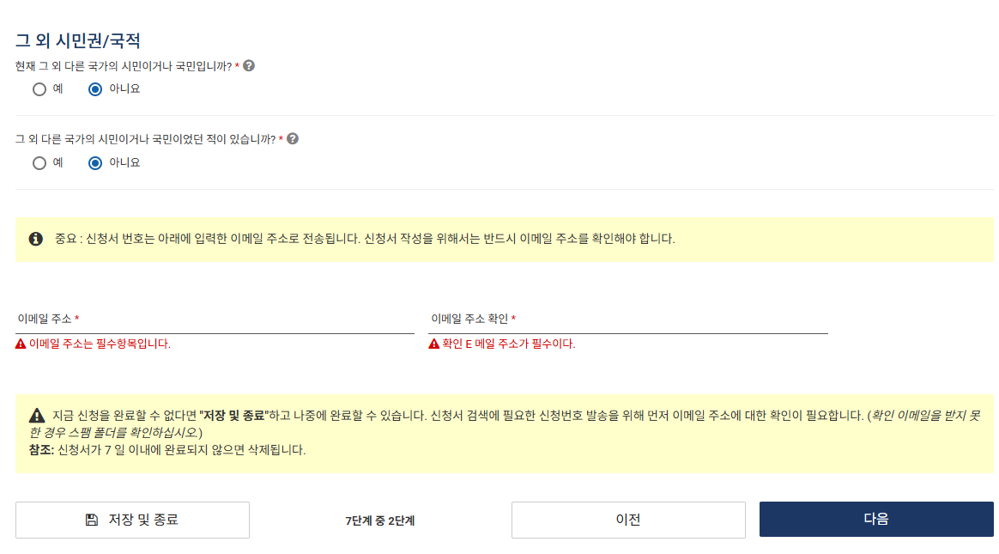 그 외 시민권/국적
현재 그 외 다른 국가의 시민이거나 국민입니까? *
예 아니요
그 외 다른 국가의 시민이거나 국민이었던 적이 있습니까? *
예 아니요
중요 : 신청서 번호는 아래에 입력한 이메일 주소로 전송됩니다. 신청서 작성을 위해서는 반드시 이메일 주소를 확인해야 합니다.
이메일 주소 * 이메일 주소 확인 *
이메일 주소는 필수항목입니다. 확인 E 메일 주소가 필수이다.
지금 신청을 완료할 수 없다면 "저장 및 종료"하고 나중에 완료할 수 있습니다. 신청서 검색에 필요한 신청번호 발송을 위해 먼저 이메일 주소에 대한 확인이 필요합니다. (확인 이메일을 받지 못
한 경우 스팸 폴더를 확인하십시오.)
참조: 신청서가 7 일 이내에 완료되지 않으면 삭제됩니다.
저장 및 종료 7단계 중 2단계 이전 다음